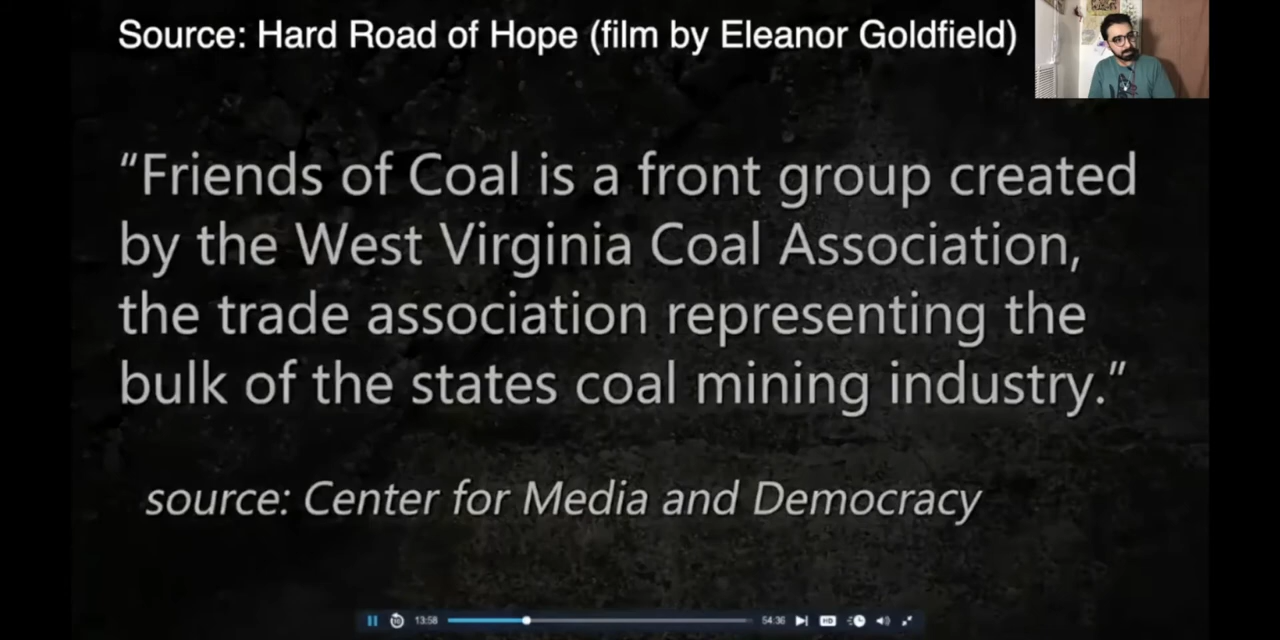 Source: Hard Road of Hope (film by Eleanor Goldfield)
“Friends of Coal is a front group created
by the West Virginia Coal Association,
the trade association representing the
bulk of the states coal mining industry.”
source: Center for Media and Democracy
13:58
54:36
HD